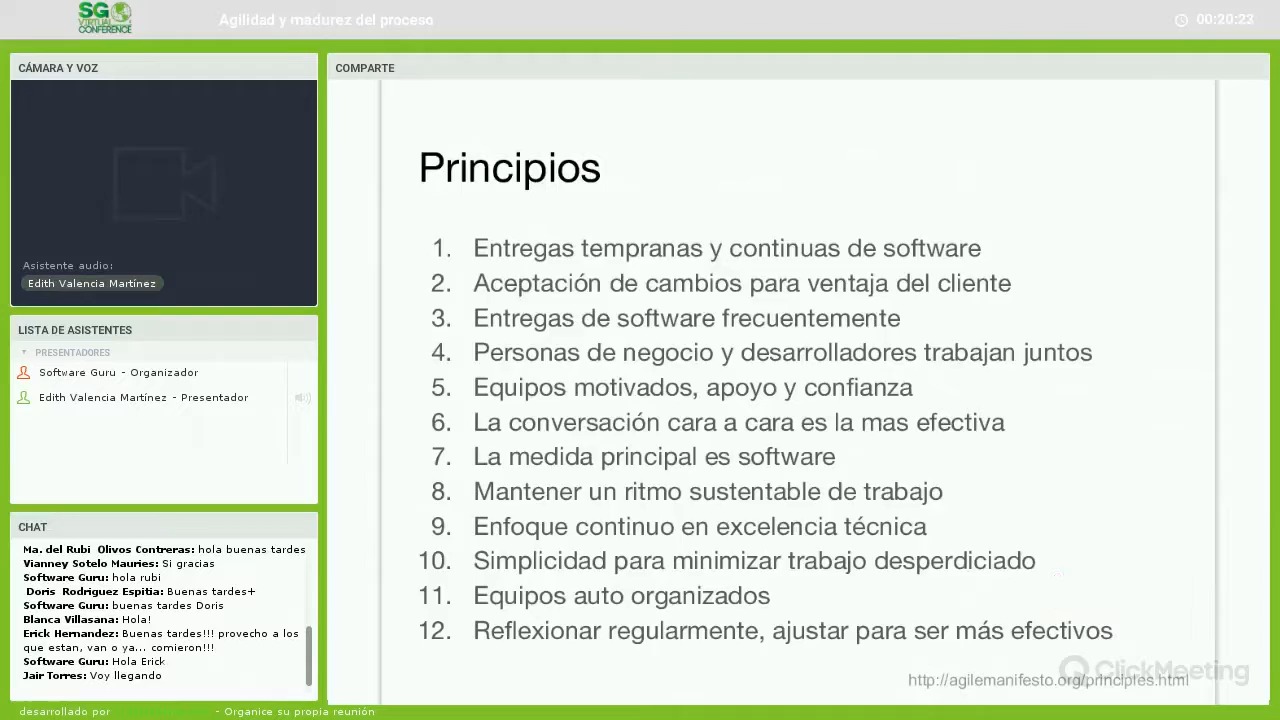 SG
VIRTUAL
CONFERENCE
Agilidad y madurez del proceso
00:20:23
CÁMARA Y VOZ
Asistente audio:
Edith Valencia Martínez
LISTA DE ASISTENTES
PRESENTADORES
Software Guru - Organizador
Edith Valencia Martínez - Presentador
CHAT
Ma. del Rubi Olivos Contreras: hola buenas tardes
Vianney Sotelo Mauries: Si gracias
Software Guru: hola rubi
Doris Rodriguez Espitia: Buenas tardes+
Software Guru: buenas tardes Doris
Blanca Villasana: Hola!
Erick Hernandez: Buenas tardes!!! provecho a los
que estan, van o ya... comieron!!!
Software Guru: Hola Erick
Jair Torres: Voy llegando
COMPARTE
Principios
1. Entregas tempranas y continuas de software
2. Aceptación de cambios para ventaja del cliente
3. Entregas de software frecuentemente
4. Personas de negocio y desarrolladores trabajan juntos
5. Equipos motivados, apoyo y confianza
6. La conversación cara a cara es la mas efectiva
7. La medida principal es software
8. Mantener un ritmo sustentable de trabajo
9. Enfoque continuo en excelencia técnica
10. Simplicidad para minimizar trabajo desperdiciado
11. Equipos auto organizados
12. Reflexionar regularmente, ajustar para ser más efectivos
http://agilemanifesto.org/principles.html
ClickMeeting
desarrollado por - Organice su propia reunión